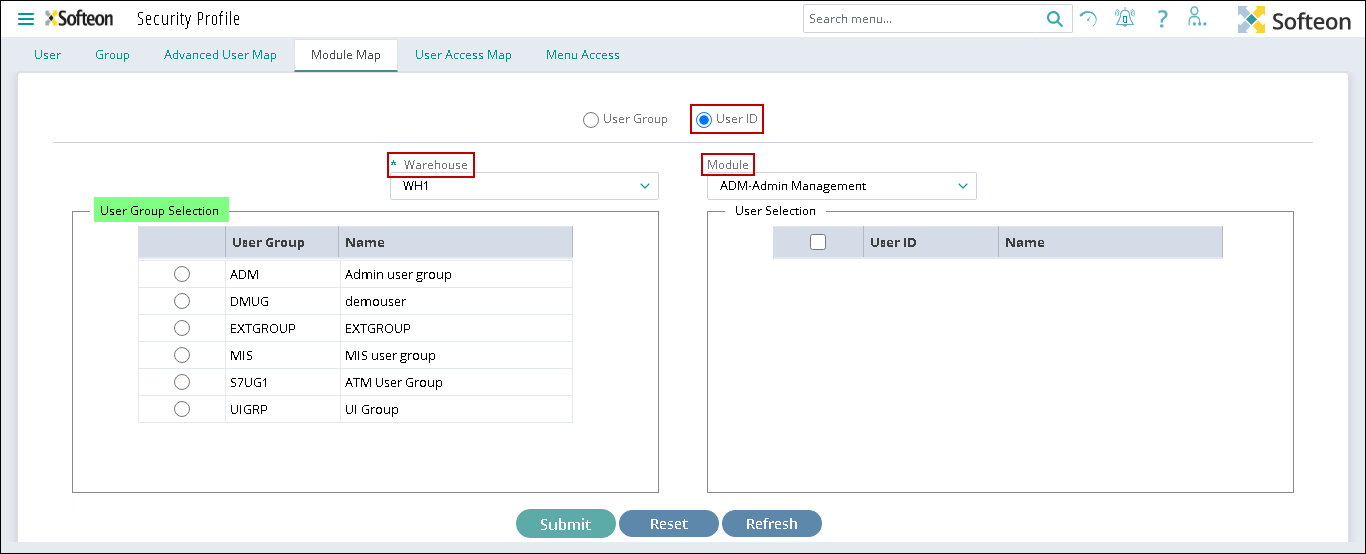 Softeon Security Profile Search menu... ? Softeon
User Group Advanced User Map Module Map User Access Map Menu Access
User Group User ID
* Warehouse Module
WH1 ADM-Admin Management
User Group Selection User Selection
User Group Name User ID Name
ADM Admin user group
DMUG demouser
EXTGROUP EXTGROUP
MIS MIS user group
S7UG1 ATM User Group
UIGRP UI Group
Submit Reset Refresh